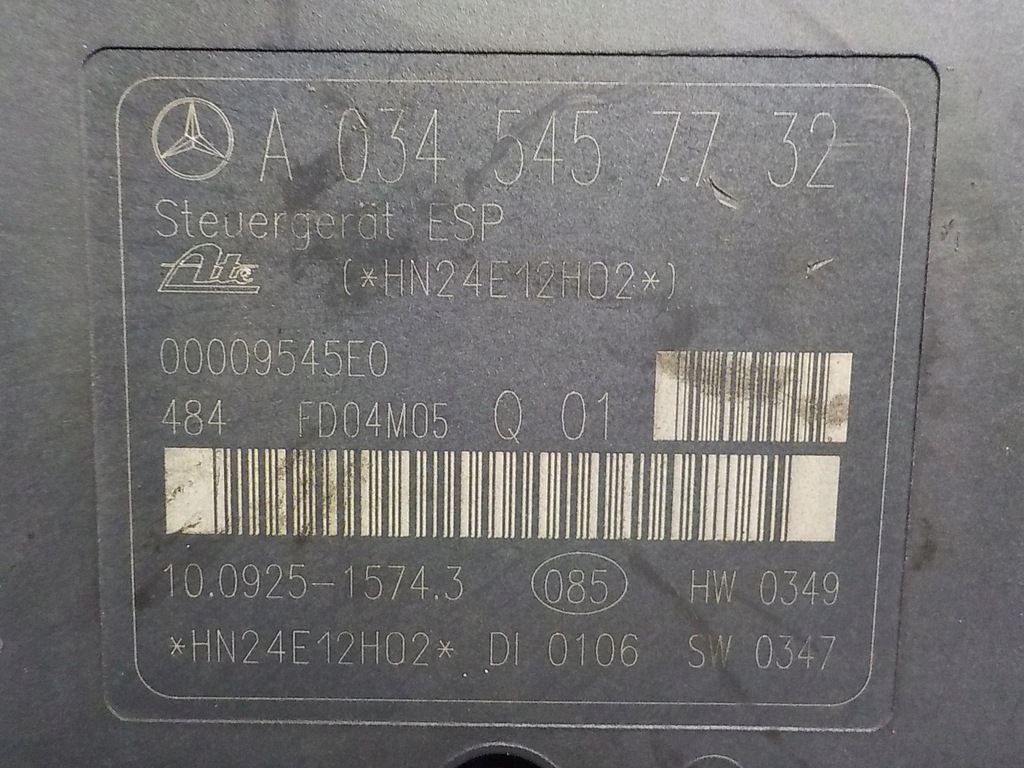 A 034 545 77 32
Steuergerät ESP
Ate (*HN24E12H02*)
00009545E0
484 FD04M05 Q 01
10.0925-1574.3 085 HW 0349
*HN24E12H02* DI 0106 SW 0347